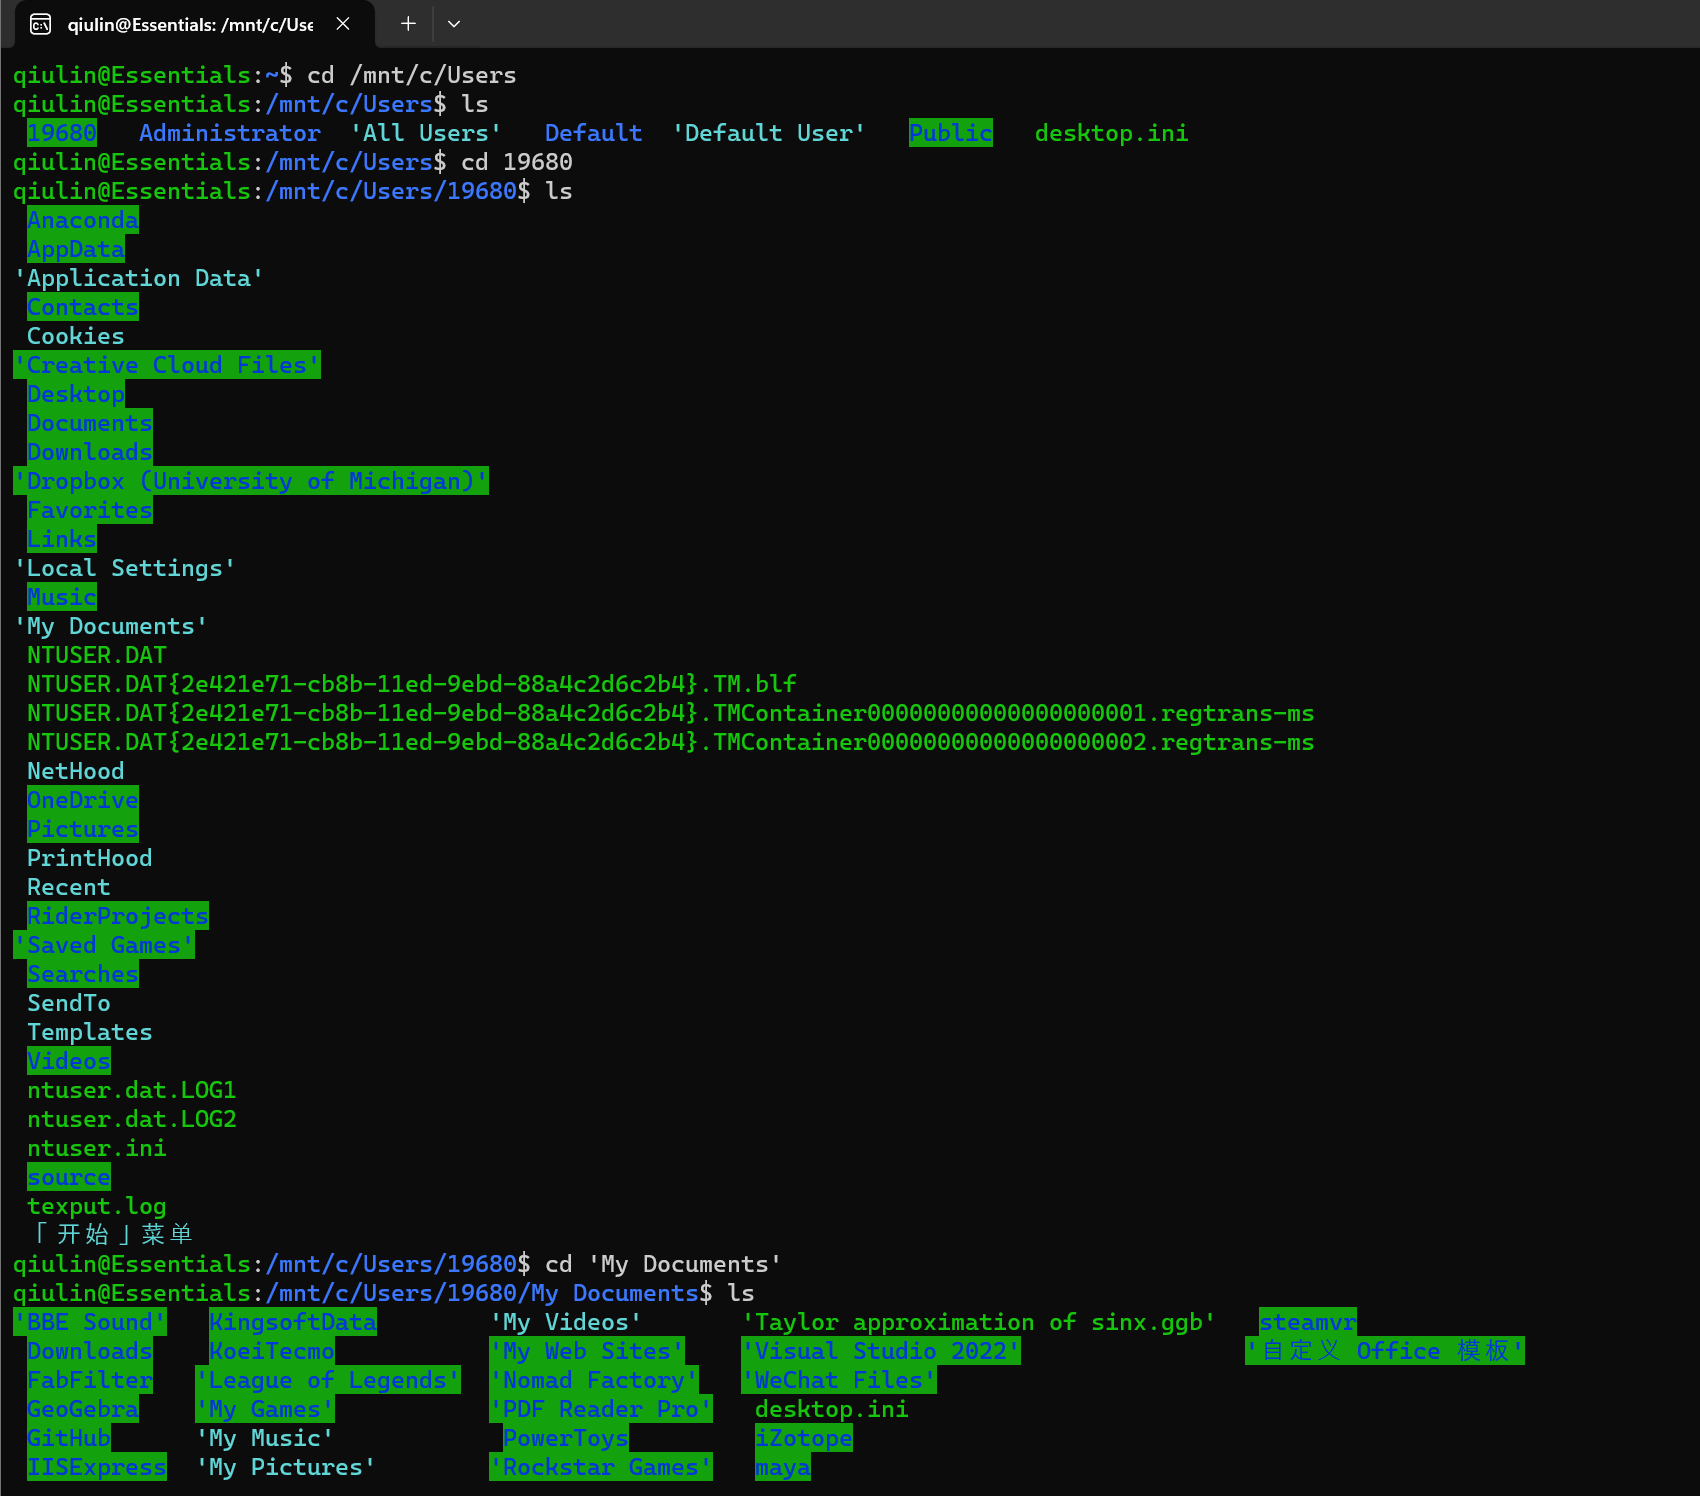 qiulin@Essentials: /mnt/c/Use
qiulin@Essentials:~$ cd /mnt/c/Users
qiulin@Essentials:/mnt/c/Users$ ls
19680 Administrator 'All Users' Default 'Default User' Public desktop.ini
qiulin@Essentials:/mnt/c/Users$ cd 19680
qiulin@Essentials:/mnt/c/Users/19680$ ls
Anaconda
AppData
'Application Data'
Contacts
Cookies
'Creative Cloud Files'
Desktop
Documents
Downloads
'Dropbox (University of Michigan)'
Favorites
Links
'Local Settings'
Music
'My Documents'
NTUSER.DAT
NTUSER.DAT{2e421e71-cb8b-11ed-9ebd-88a4c2d6c2b4}.TM.blf
NTUSER.DAT{2e421e71-cb8b-11ed-9ebd-88a4c2d6c2b4}.TMContainer00000000000000000001.regtrans-ms
NTUSER.DAT{2e421e71-cb8b-11ed-9ebd-88a4c2d6c2b4}.TMContainer00000000000000000002.regtrans-ms
NetHood
OneDrive
Pictures
PrintHood
Recent
RiderProjects
'Saved Games'
Searches
SendTo
Templates
Videos
ntuser.dat.LOG1
ntuser.dat.LOG2
ntuser.ini
source
texput.log
「开始」菜单
qiulin@Essentials:/mnt/c/Users/19680$ cd 'My Documents'
qiulin@Essentials:/mnt/c/Users/19680/My Documents$ ls
'BBE Sound' KingsoftData 'My Videos' 'Taylor approximation of sinx.ggb' steamvr
Downloads KoeiTecmo 'My Web Sites' 'Visual Studio 2022' '自定义 Office 模板'
FabFilter 'League of Legends' 'Nomad Factory' 'WeChat Files'
GeoGebra 'My Games' 'PDF Reader Pro' desktop.ini
GitHub 'My Music' PowerToys iZotope
IISExpress 'My Pictures' 'Rockstar Games' maya